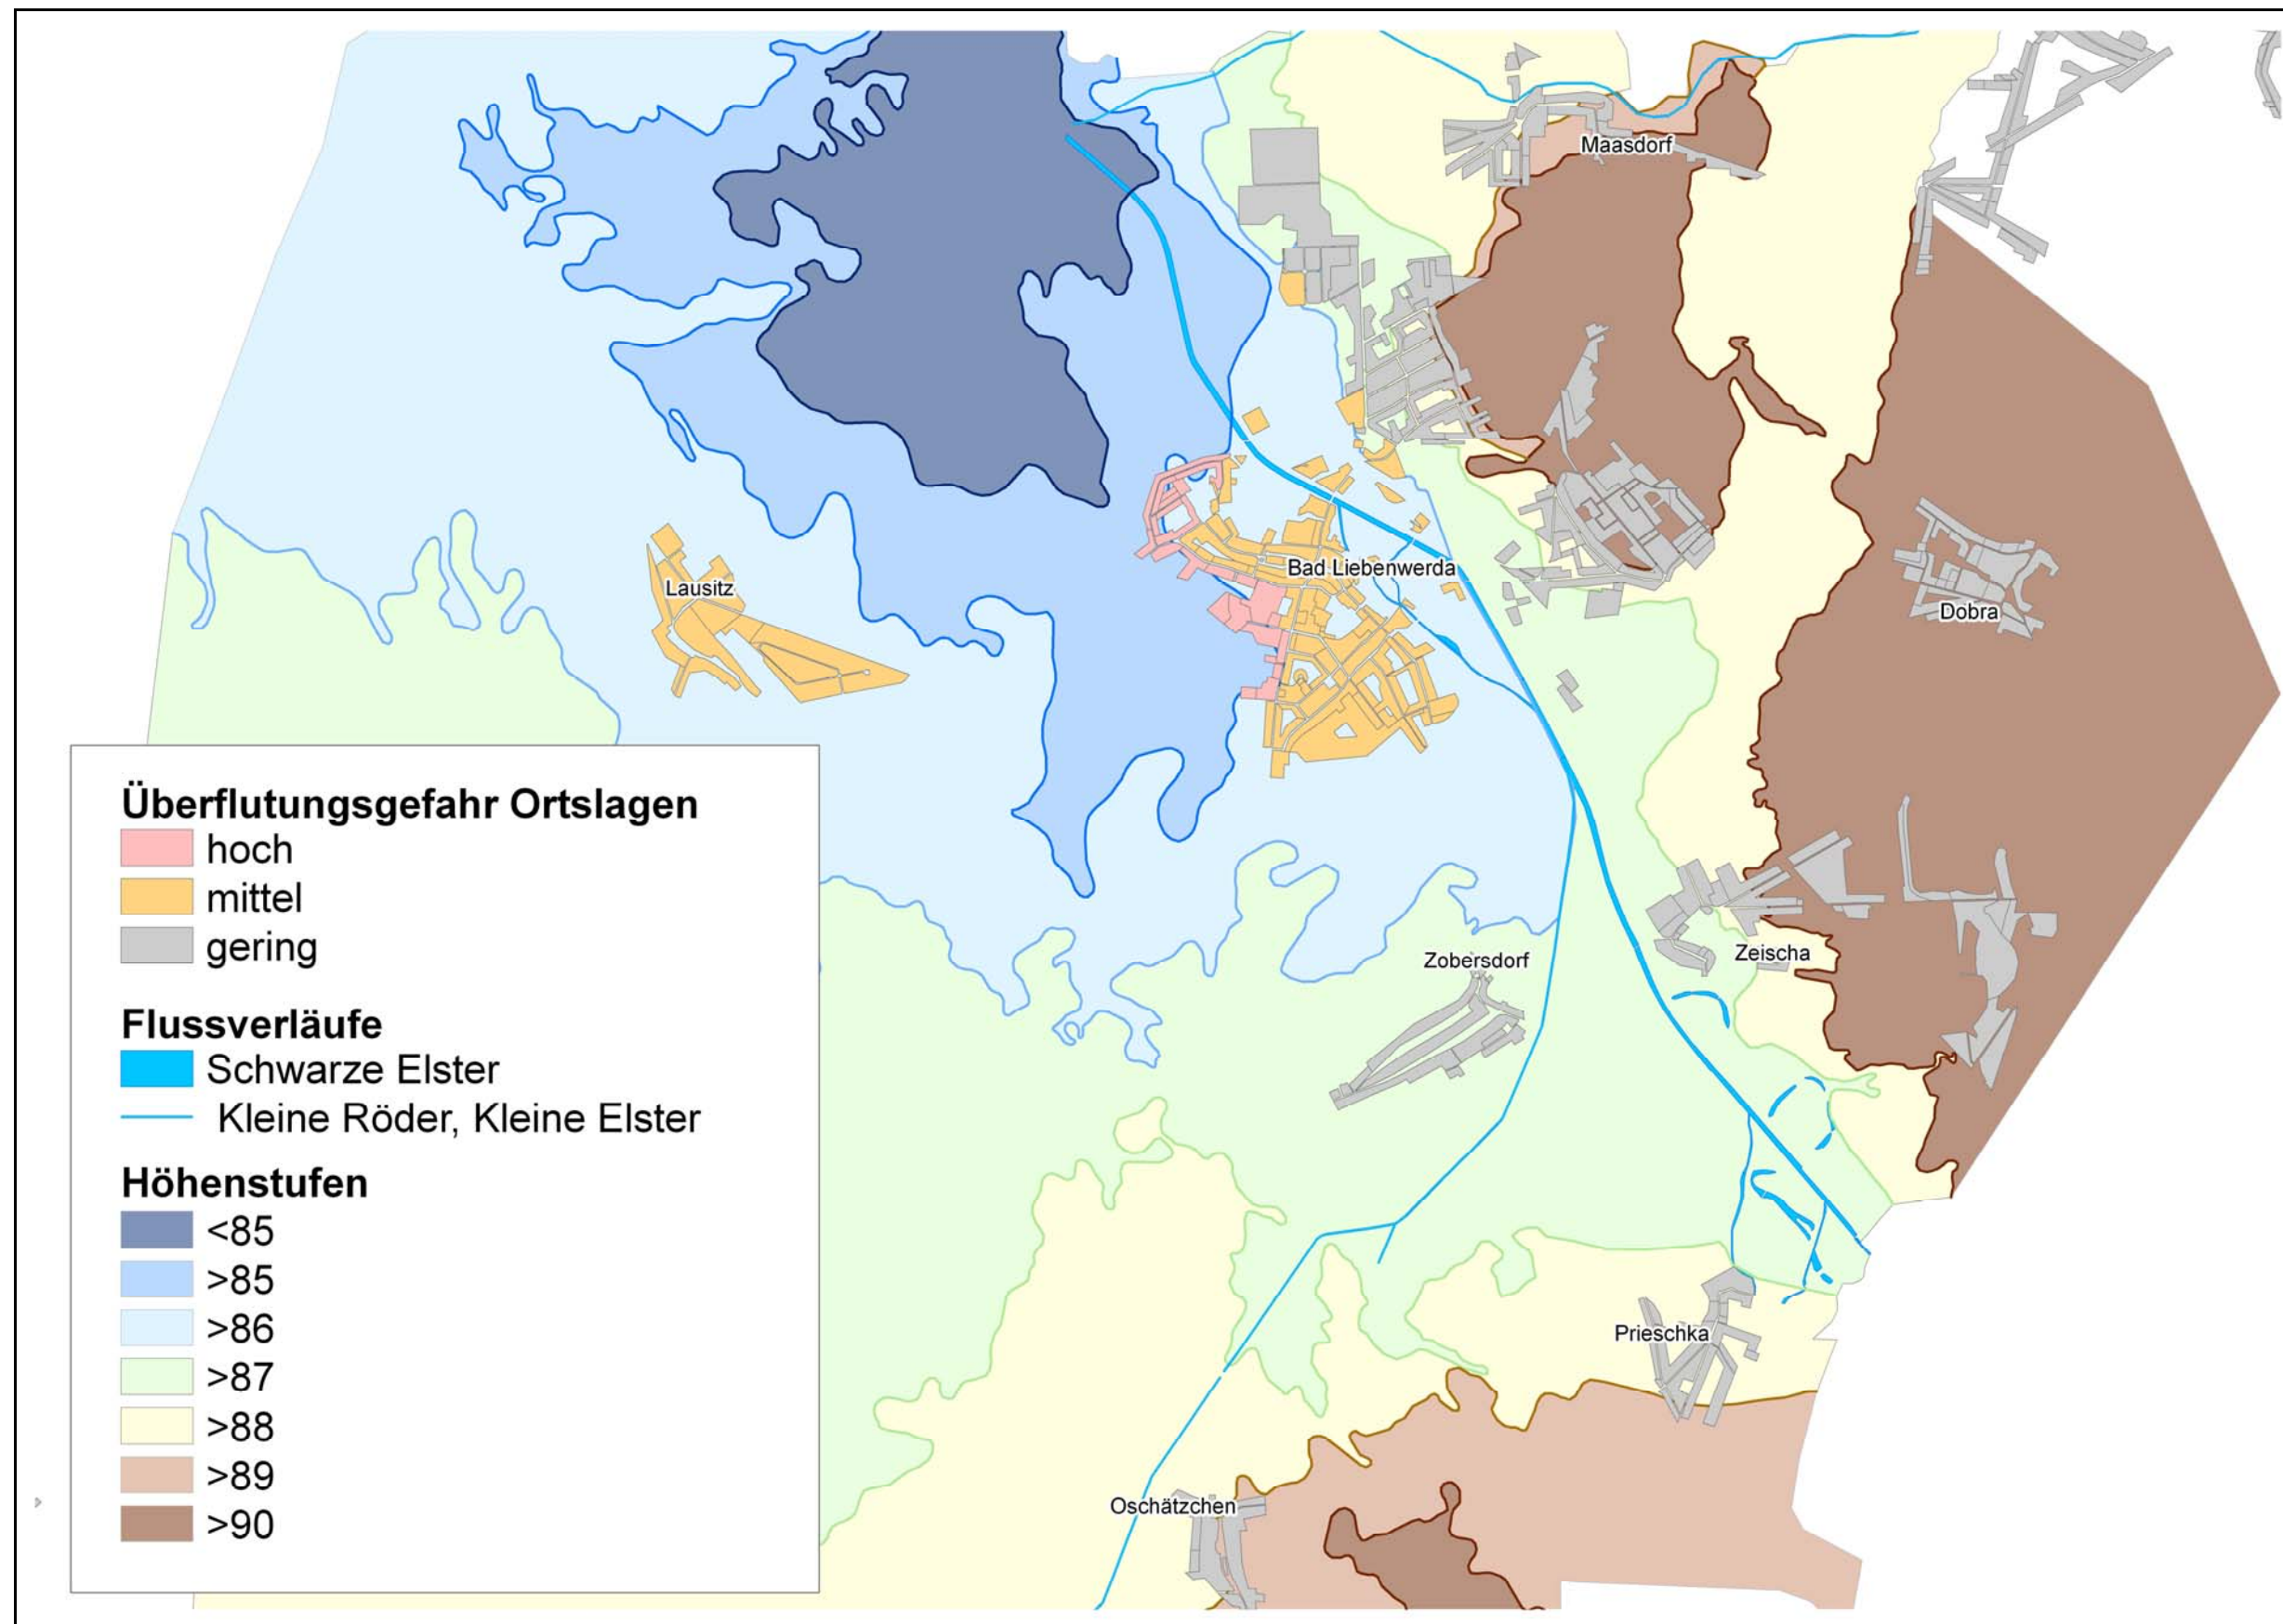 Maasdorf
Bad Liebenwerda
Lausitz
Dobra
Zeischa
Zobersdorf
Prieschka
Oschätzchen
Überflutungsgefahr Ortslagen
hoch
mittel
gering
Flussverläufe
Schwarze Elster
Kleine Röder, Kleine Elster
Höhenstufen
<85
>85
>86
>87
>88
>89
>90